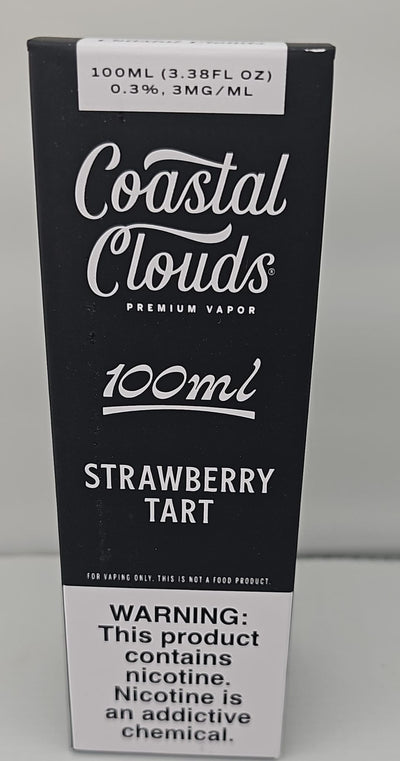 100ML (3.38FL OZ)
0.3%, 3MG/ML
Coastal
Clouds®
PREMIUM VAPOR
100ml
STRAWBERRY
TART
FOR VAPING ONLY. THIS IS NOT A FOOD PRODUCT.
WARNING:
This product
contains
nicotine.
Nicotine is
an addictive
chemical.